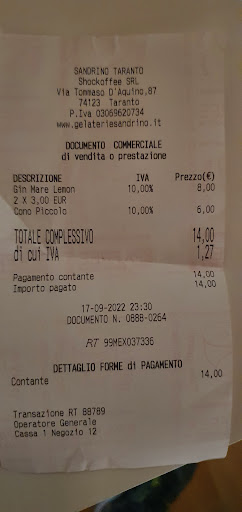 SANDRINO TARANTO
Shockoffee SRL
Via Tommaso D'Aquino,87
74123 Taranto
P.Iva 03069620734
www.gelateriesandrino.it
DOCUMENTO COMMERCIALE
di vendita o prestazione
DESCRIZIONE IVA Prezzo(€)
Gin Mare Lemon 10,00% 8,00
2 X 3,00 EUR
Cono Piccolo 10,00% 6,00
TOTALE COMPLESSIVO 14,00
di cui IVA 1,27
Pagamento contante 14,00
Importo pagato 14,00
17-09-2022 23:30
DOCUMENTO N. 0888-0264
RT 99MEX037336
DETTAGLIO FORME di PAGAMENTO
Contante 14,00
Transazione RT 88789
Operatore Generale
Cassa 1 Negozio 12